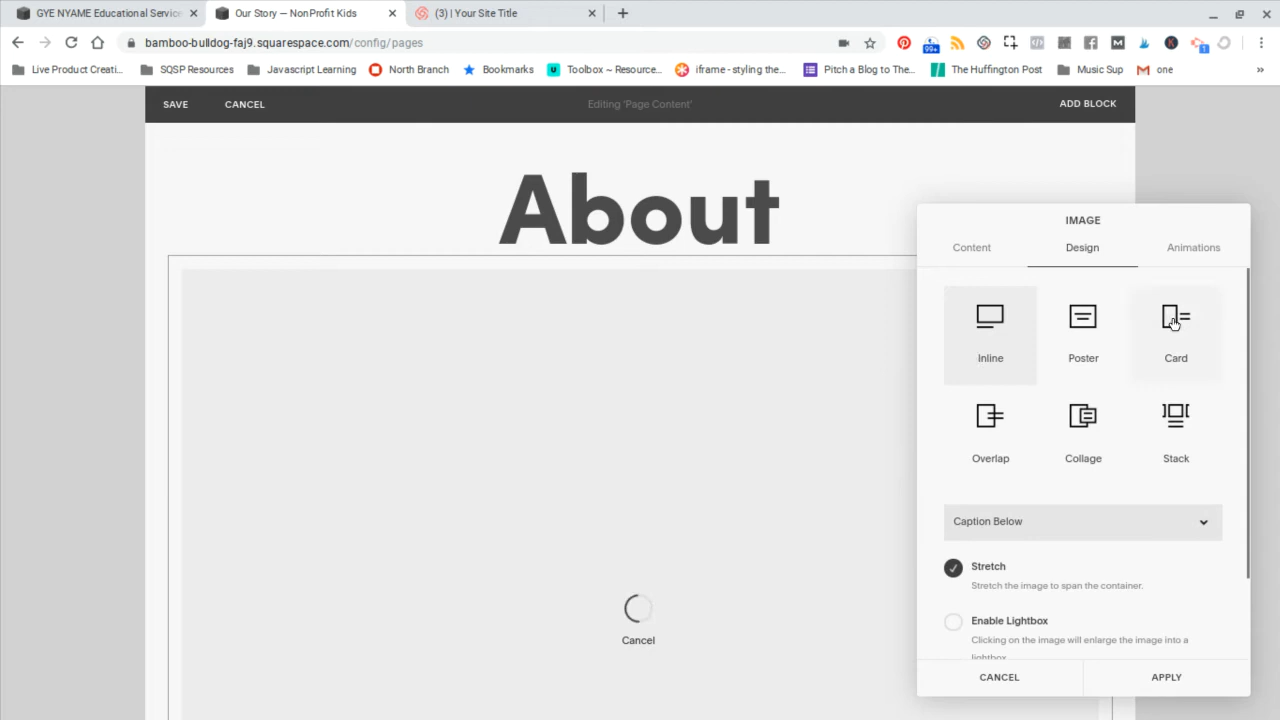 GYE NYAME Educational Service
Our Story — NonProfit Kids
(3) | Your Site Title
bamboo-bulldog-faj9.squarespace.com/config/pages
99+
1
Live Product Creati...
SQSP Resources
Javascript Learning
North Branch
Bookmarks
Toolbox ~ Resource...
iframe - styling the...
Pitch a Blog to The...
The Huffington Post
Music Sup
one
»
SAVE
CANCEL
Editing 'Page Content'
ADD BLOCK
About
Cancel
IMAGE
Content
Design
Animations
Inline
Poster
Card
Overlap
Collage
Stack
Caption Below
Stretch
Stretch the image to span the container.
Enable Lightbox
Clicking on the image will enlarge the image into a
lightbox.
CANCEL
APPLY